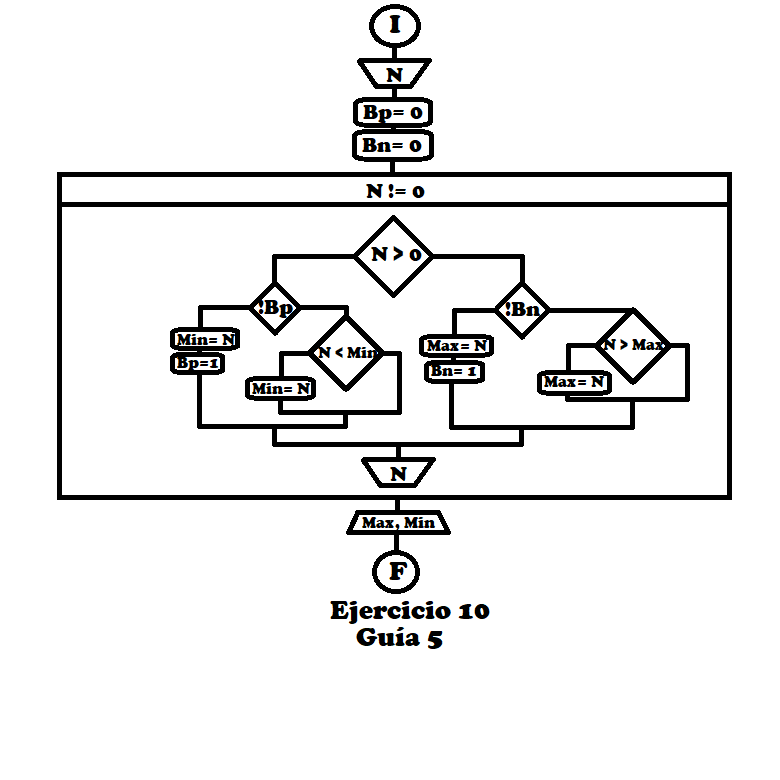 I
N
Bp= 0
Bn= 0
N != 0
N > 0
!Bp
!Bn
Min= N
Bp=1
N < Min
Min= N
Max= N
Bn= 1
N > Max
Max= N
N
Max, Min
F
Ejercicio 10
Guía 5